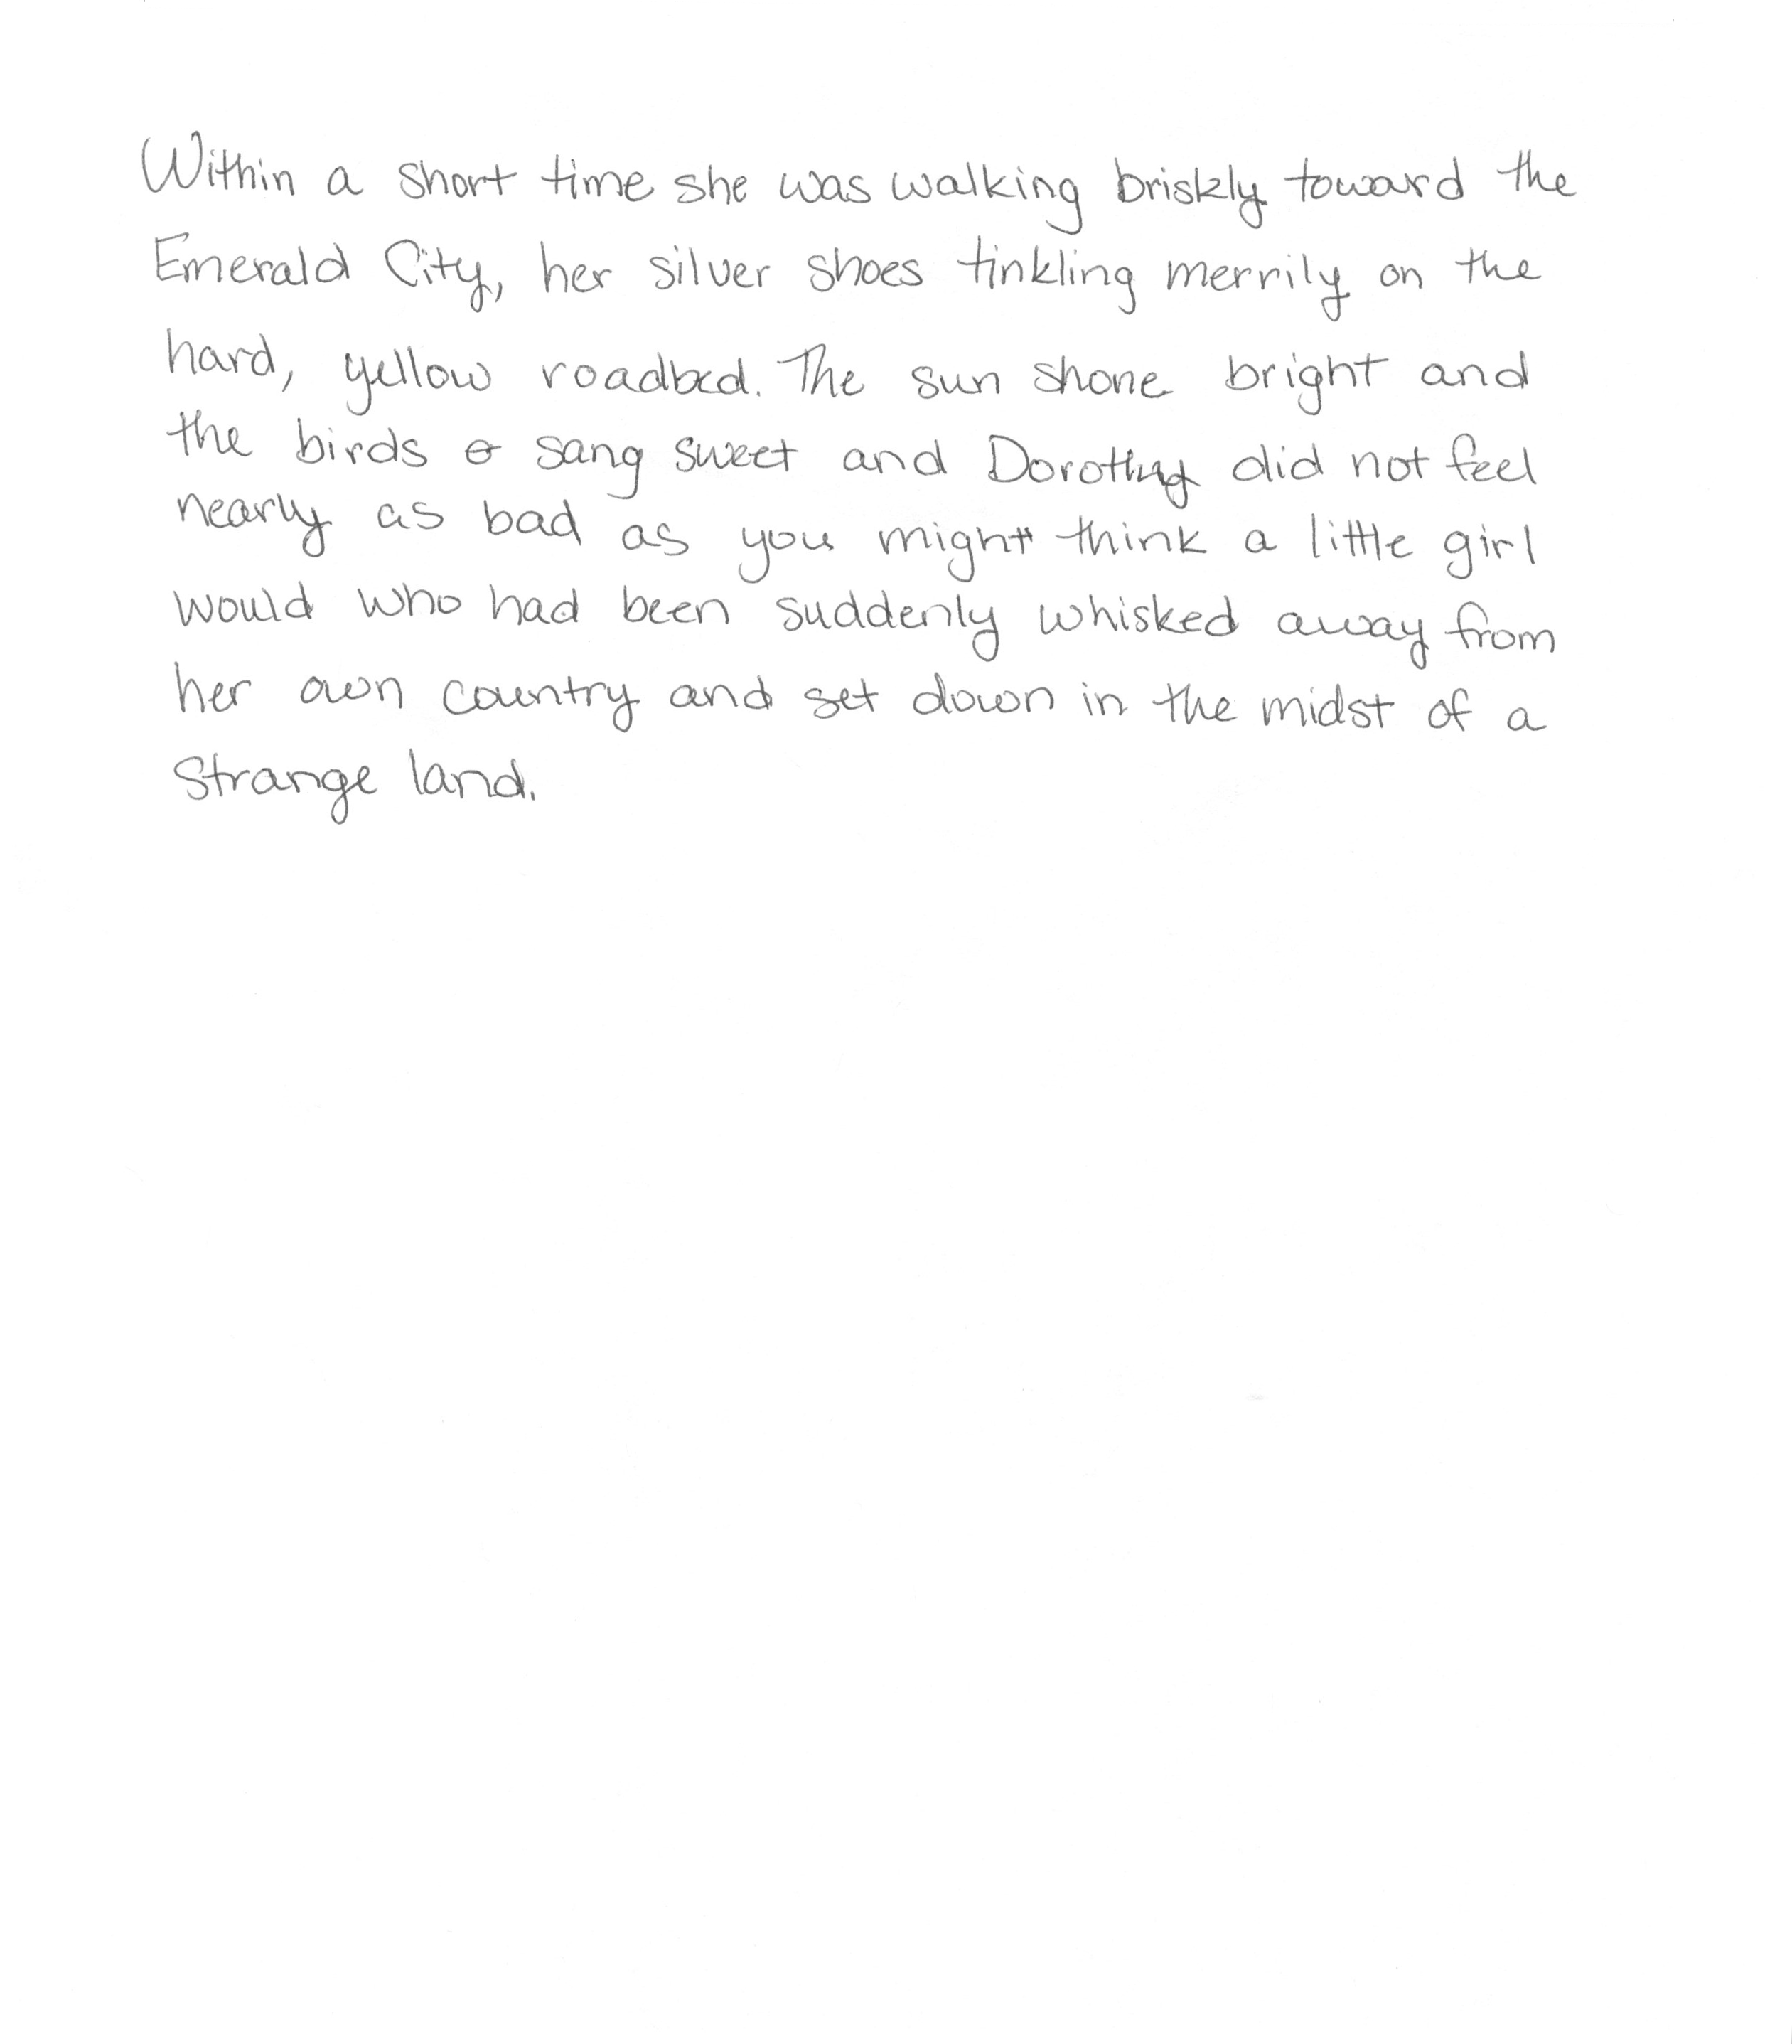 Within a short time she was walking briskly toward the
Emerald City, her silver shoes tinkling merrily on the
hard, yellow roadbed. The sun shone bright and
the birds sang sweet and Dorothy did not feel
nearly as bad as you might think a little girl
would who had been suddenly whisked away from
her own country and set down in the midst of a
strange land.